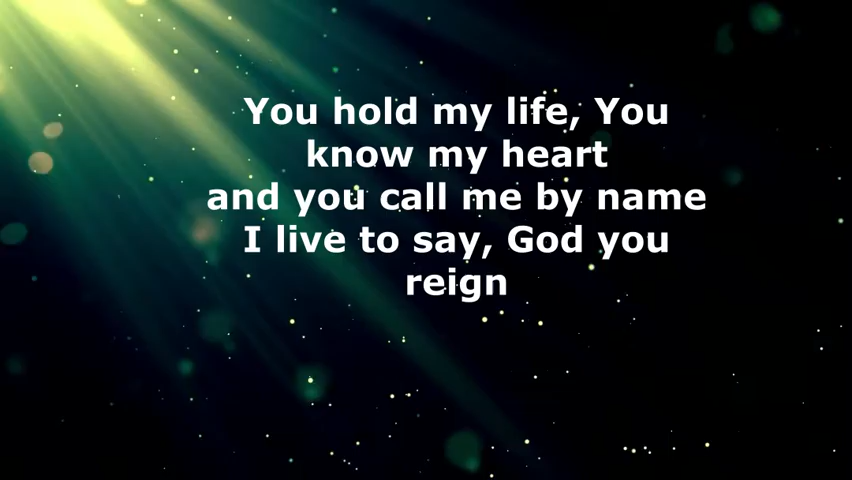 You hold my life, You
know my heart
and you call me by name
I live to say, God you
reign